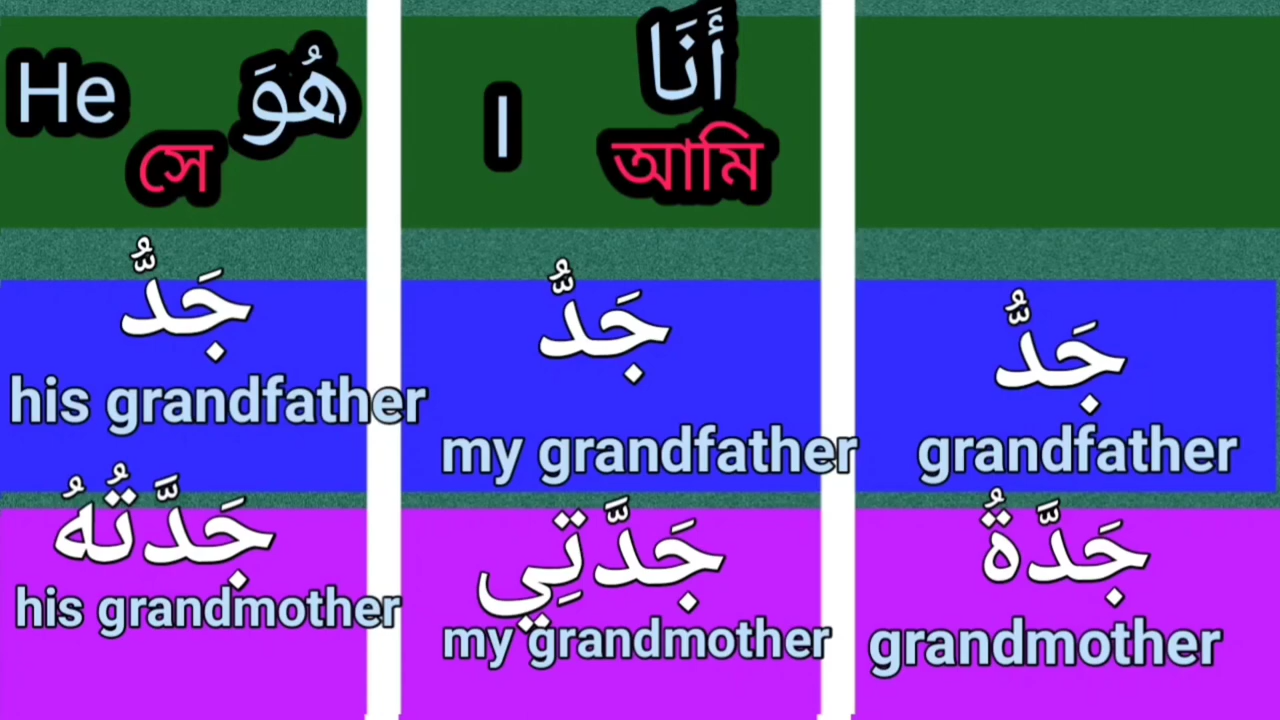 He
هُوَ
সে
جَدُّ
his grandfather
جَدَّتُهُ
his grandmother
I
أَنَا
আমি
جَدُّ
my grandfather
جَدَّتِي
my grandmother
جَدُّ
grandfather
جَدَّةُ
grandmother